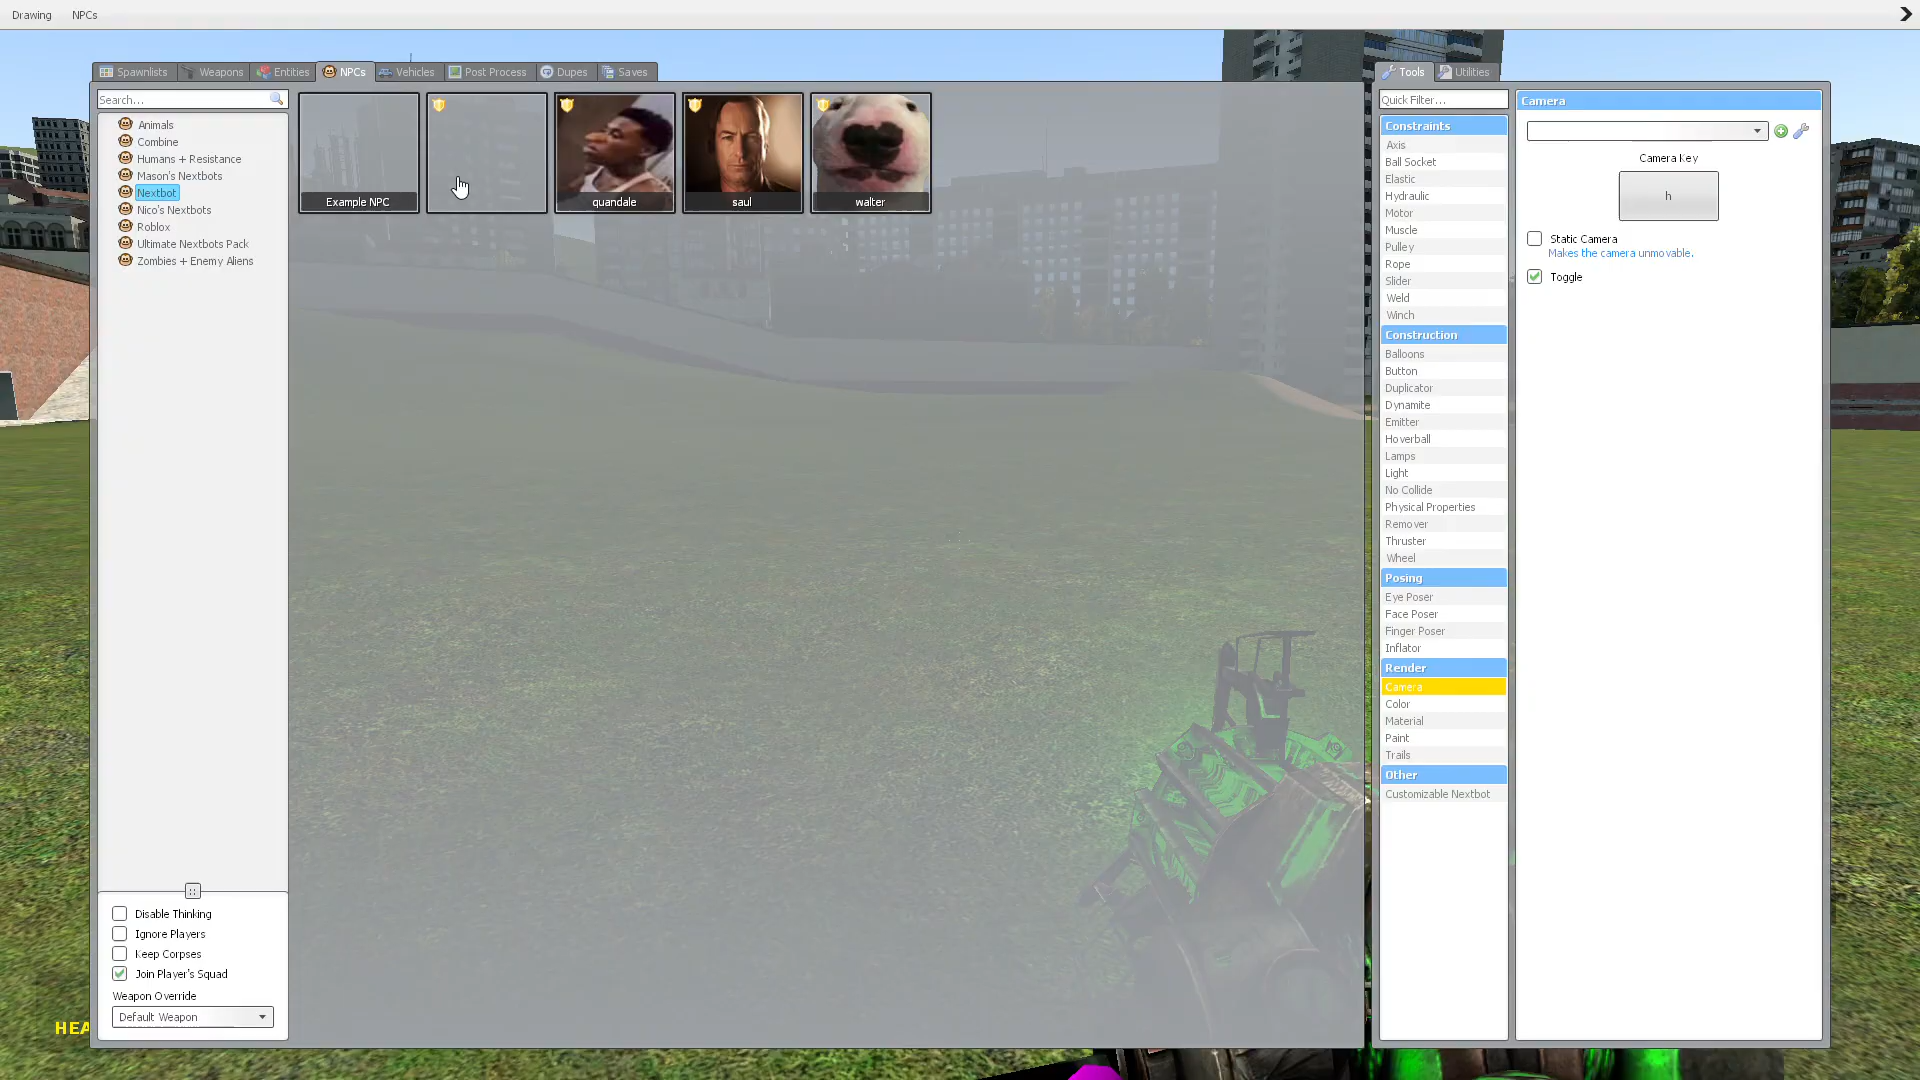 Drawing NPCs
Spawnlists Weapons Entities NPCs Vehicles Post Process Dupes Saves
Search...
Animals
Combine
Humans + Resistance
Mason's Nextbots
Nextbot
Nico's Nextbots
Roblox
Ultimate Nextbots Pack
Zombies + Enemy Aliens
Example NPC
quandale
saul
walter
Disable Thinking
Ignore Players
Keep Corpses
Join Player's Squad
Weapon Override
Default Weapon
HEA
Tools Utilities
Quick Filter...
Constraints
Axis
Ball Socket
Elastic
Hydraulic
Motor
Muscle
Pulley
Rope
Slider
Weld
Winch
Construction
Balloons
Button
Duplicator
Dynamite
Emitter
Hoverball
Lamps
Light
No Collide
Physical Properties
Remover
Thruster
Wheel
Posing
Eye Poser
Face Poser
Finger Poser
Inflator
Render
Camera
Color
Material
Paint
Trails
Other
Customizable Nextbot
Camera
Camera Key
h
Static Camera
Makes the camera unmovable.
Toggle